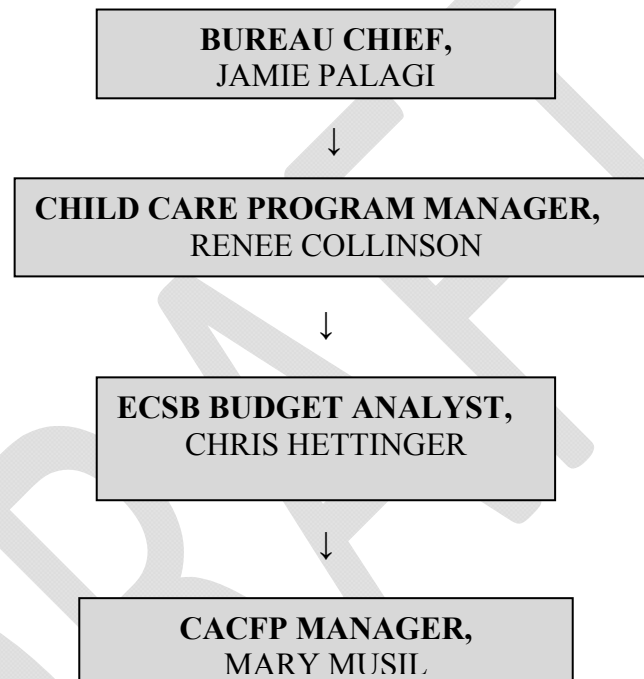 BUREAU CHIEF,
JAMIE PALAGI
↓
CHILD CARE PROGRAM MANAGER,
RENEE COLLINSON
↓
ECSB BUDGET ANALYST,
CHRIS HETTINGER
↓
CACFP MANAGER,
MARY MUSIL